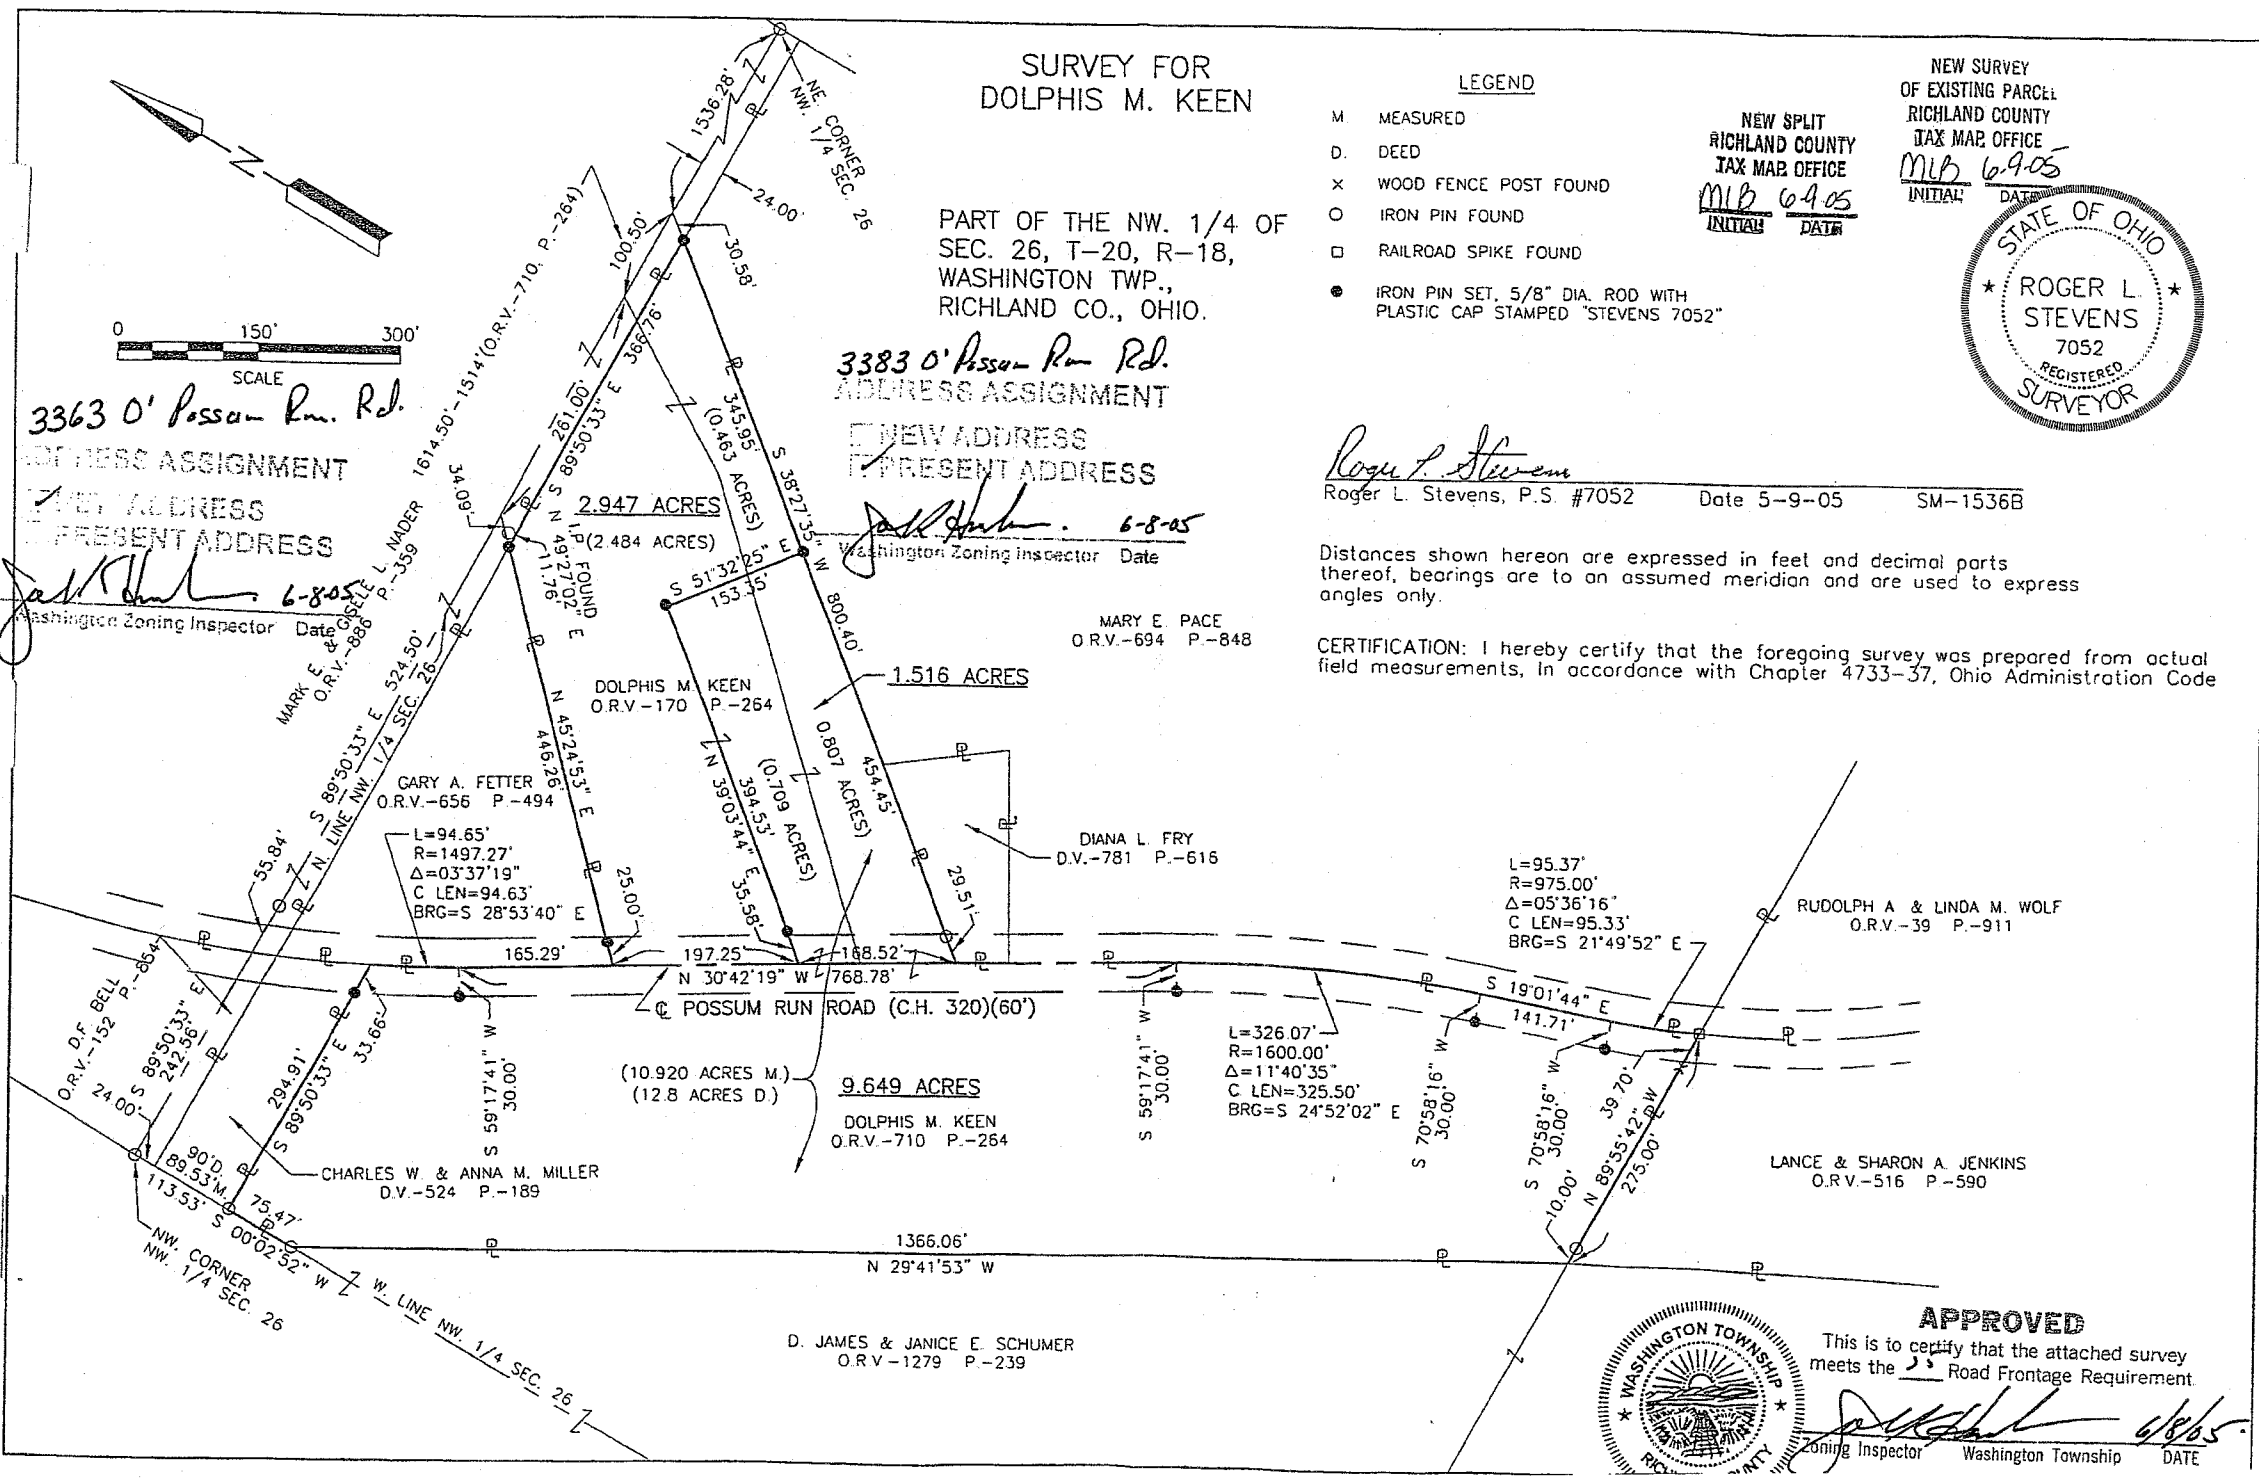 SURVEY FOR
DOLPHIS M. KEEN
PART OF THE NW. 1/4 OF
SEC. 26, T-20, R-18,
WASHINGTON TWP.,
RICHLAND CO., OHIO.
LEGEND
M. MEASURED
D. DEED
× WOOD FENCE POST FOUND
○ IRON PIN FOUND
□ RAILROAD SPIKE FOUND
● IRON PIN SET, 5/8" DIA. ROD WITH
PLASTIC CAP STAMPED "STEVENS 7052"
NEW SPLIT
RICHLAND COUNTY
TAX MAP OFFICE
MLB 6-9-05
INITIAL DATE
NEW SURVEY
OF EXISTING PARCEL
RICHLAND COUNTY
TAX MAP OFFICE
MLB 6-9-05
INITIAL DATE
STATE OF OHIO
ROGER L.
STEVENS
7052
REGISTERED
SURVEYOR
N
0 150' 300'
SCALE
3363 O' Possum Run. Rd.
ADDRESS ASSIGNMENT
NEW ADDRESS
PRESENT ADDRESS
6-8-05
Washington Zoning Inspector Date
3383 O' Possum Run Rd.
ADDRESS ASSIGNMENT
NEW ADDRESS
PRESENT ADDRESS
6-8-05
Washington Zoning Inspector Date
Roger L. Stevens
Roger L. Stevens, P.S. #7052 Date 5-9-05 SM-1536B
Distances shown hereon are expressed in feet and decimal parts
thereof, bearings are to an assumed meridian and are used to express
angles only.
CERTIFICATION: I hereby certify that the foregoing survey was prepared from actual
field measurements, In accordance with Chapter 4733-37, Ohio Administration Code
1536.28'
NE. CORNER
NW. 1/4 SEC. 26
24.00'
100.50'
30.58'
1614.50'-1514'(O.R.V.-710, P.-264)
MARK E. & GISELE L. NADER
O.R.V.-886 P.-359
261.00'
366.76'
S 89°50'33" E
34.09'
11.76'
I.P. FOUND
N 49°27'02" E
2.947 ACRES
(2.484 ACRES)
(0.463 ACRES)
345.95'
S 38°27'35" W
800.40'
S 51°32'25" E
153.35'
MARY E. PACE
O.R.V.-694 P.-848
1.516 ACRES
DOLPHIS M. KEEN
O.R.V.-170 P.-264
524.50'
S 89°50'33" E
N. LINE NW. 1/4 SEC. 26
N 45°24'53" E
446.26'
N 39°03'44" E
394.53'
(0.709 ACRES)
0.807 ACRES)
454.45'
35.58'
29.51'
25.00'
GARY A. FETTER
O.R.V.-656 P.-494
L=94.65'
R=1497.27'
Δ=03°37'19"
C LEN=94.63'
BRG=S 28°53'40" E
DIANA L. FRY
D.V.-781 P.-616
L=95.37'
R=975.00'
Δ=05°36'16"
C LEN=95.33'
BRG=S 21°49'52" E
RUDOLPH A & LINDA M. WOLF
O.R.V.-39 P.-911
55.84'
165.29' 197.25' 168.52'
N 30°42'19" W 768.78'
℄ POSSUM RUN ROAD (C.H. 320)(60')
D.F. BELL
O.R.V.-152 P.-854
S 89°50'33" E
242.56'
24.00'
294.91'
S 89°50'33" E
33.66'
S 59°17'41" W
30.00'
(10.920 ACRES M.)
(12.8 ACRES D.)
9.649 ACRES
DOLPHIS M. KEEN
O.R.V.-710 P.-264
S 59°17'41" W
30.00'
L=326.07'
R=1600.00'
Δ=11°40'35"
C LEN=325.50'
BRG=S 24°52'02" E
S 19°01'44" E
141.71'
S 70°58'16" W
30.00'
S 70°58'16" W
30.00'
39.70'
N 89°55'42" W
275.00'
10.00'
LANCE & SHARON A. JENKINS
O.R.V.-516 P.-590
90'D.
89.53'M.
75.47'
113.53'
S 00°02'52" W
W. LINE NW. 1/4 SEC. 26
CHARLES W. & ANNA M. MILLER
D.V.-524 P.-189
NW. CORNER
NW. 1/4 SEC. 26
1366.06'
N 29°41'53" W
D. JAMES & JANICE E. SCHUMER
O.R.V.-1279 P.-239
WASHINGTON TOWNSHIP
APPROVED
This is to certify that the attached survey
meets the Road Frontage Requirement
6/8/05
Zoning Inspector Washington Township DATE